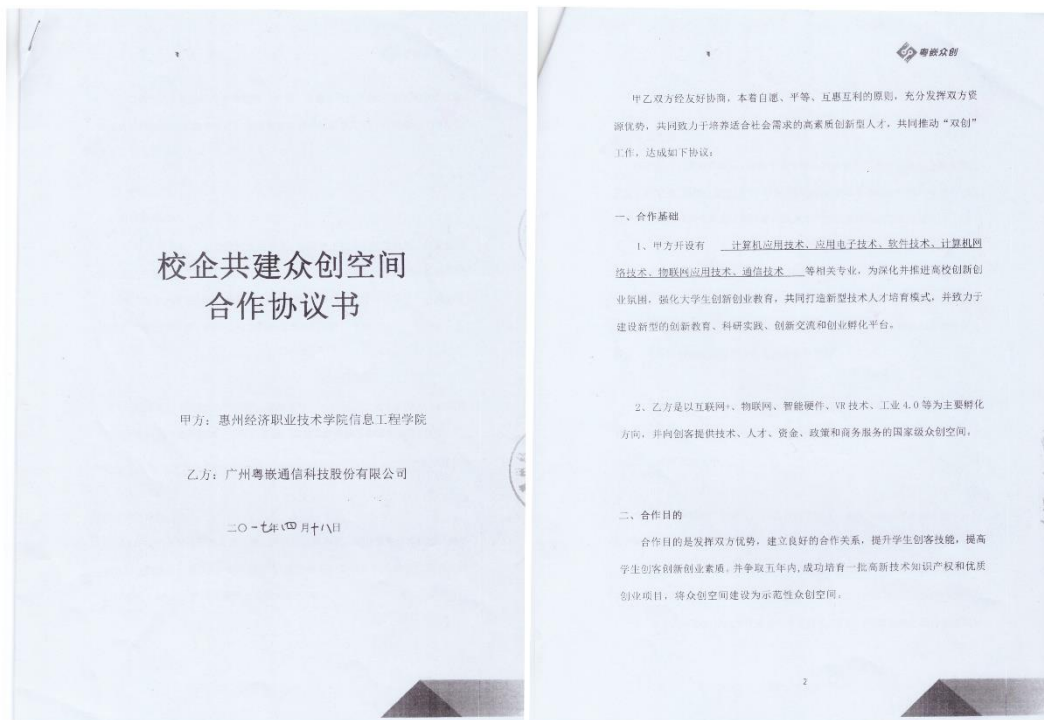 校企共建众创空间
合作协议书
甲方：惠州经济职业技术学院信息工程学院
乙方：广州粤嵌通信科技股份有限公司
二〇一七年四月十八日
粤嵌众创
甲乙双方经友好协商，本着自愿、平等、互惠互利的原则，充分发挥双方资
源优势，共同致力于培养适合社会需求的高素质创新型人才，共同推动“双创”
工作，达成如下协议：
一、合作基础
1、甲方开设有 计算机应用技术、应用电子技术、软件技术、计算机网
络技术、物联网应用技术、通信技术 等相关专业，为深化并推进高校创新创
业氛围，强化大学生创新创业教育，共同打造新型技术人才培育模式，并致力于
建设新型的创新教育、科研实践、创新交流和创业孵化平台。
2、乙方是以互联网+、物联网、智能硬件、VR 技术、工业 4.0 等为主要孵化
方向，并向创客提供技术、人才、资金、政策和商务服务的国家级众创空间。
二、合作目的
合作目的是发挥双方优势，建立良好的合作关系，提升学生创客技能，提高
学生创客创新创业素质，并争取五年内,成功培育一批高新技术知识产权和优质
创业项目，将众创空间建设为示范性众创空间。
2